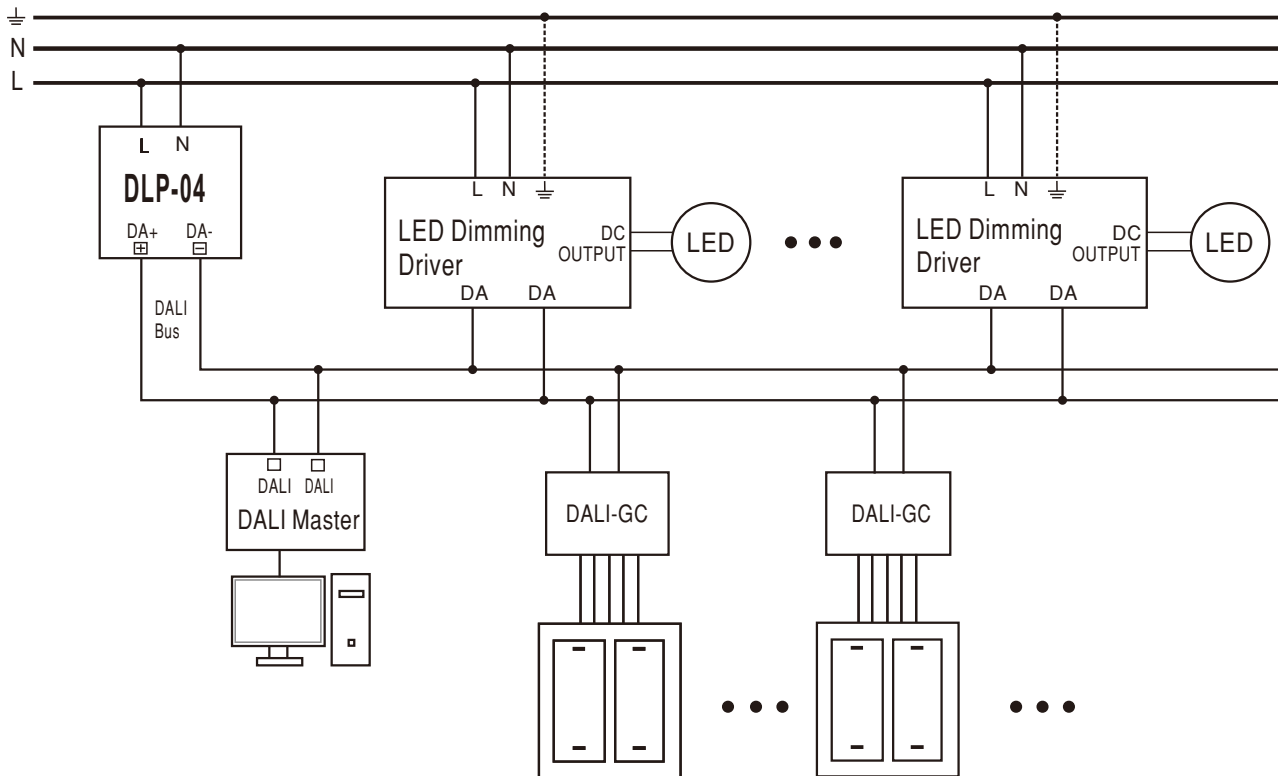 N
L
L N
DLP-04
DA+ DA-
DALI
Bus
L N
LED Dimming
Driver
DC
OUTPUT
DA DA
LED
L N
LED Dimming
Driver
DC
OUTPUT
DA DA
LED
DALI DALI
DALI Master
DALI-GC
DALI-GC